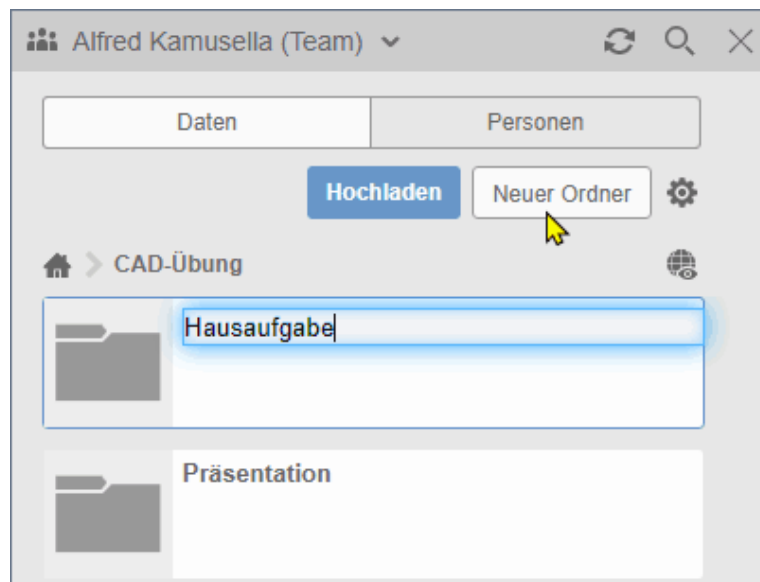 Alfred Kamusella (Team)
Daten Personen
Hochladen Neuer Ordner
CAD-Übung
Hausaufgabe
Präsentation